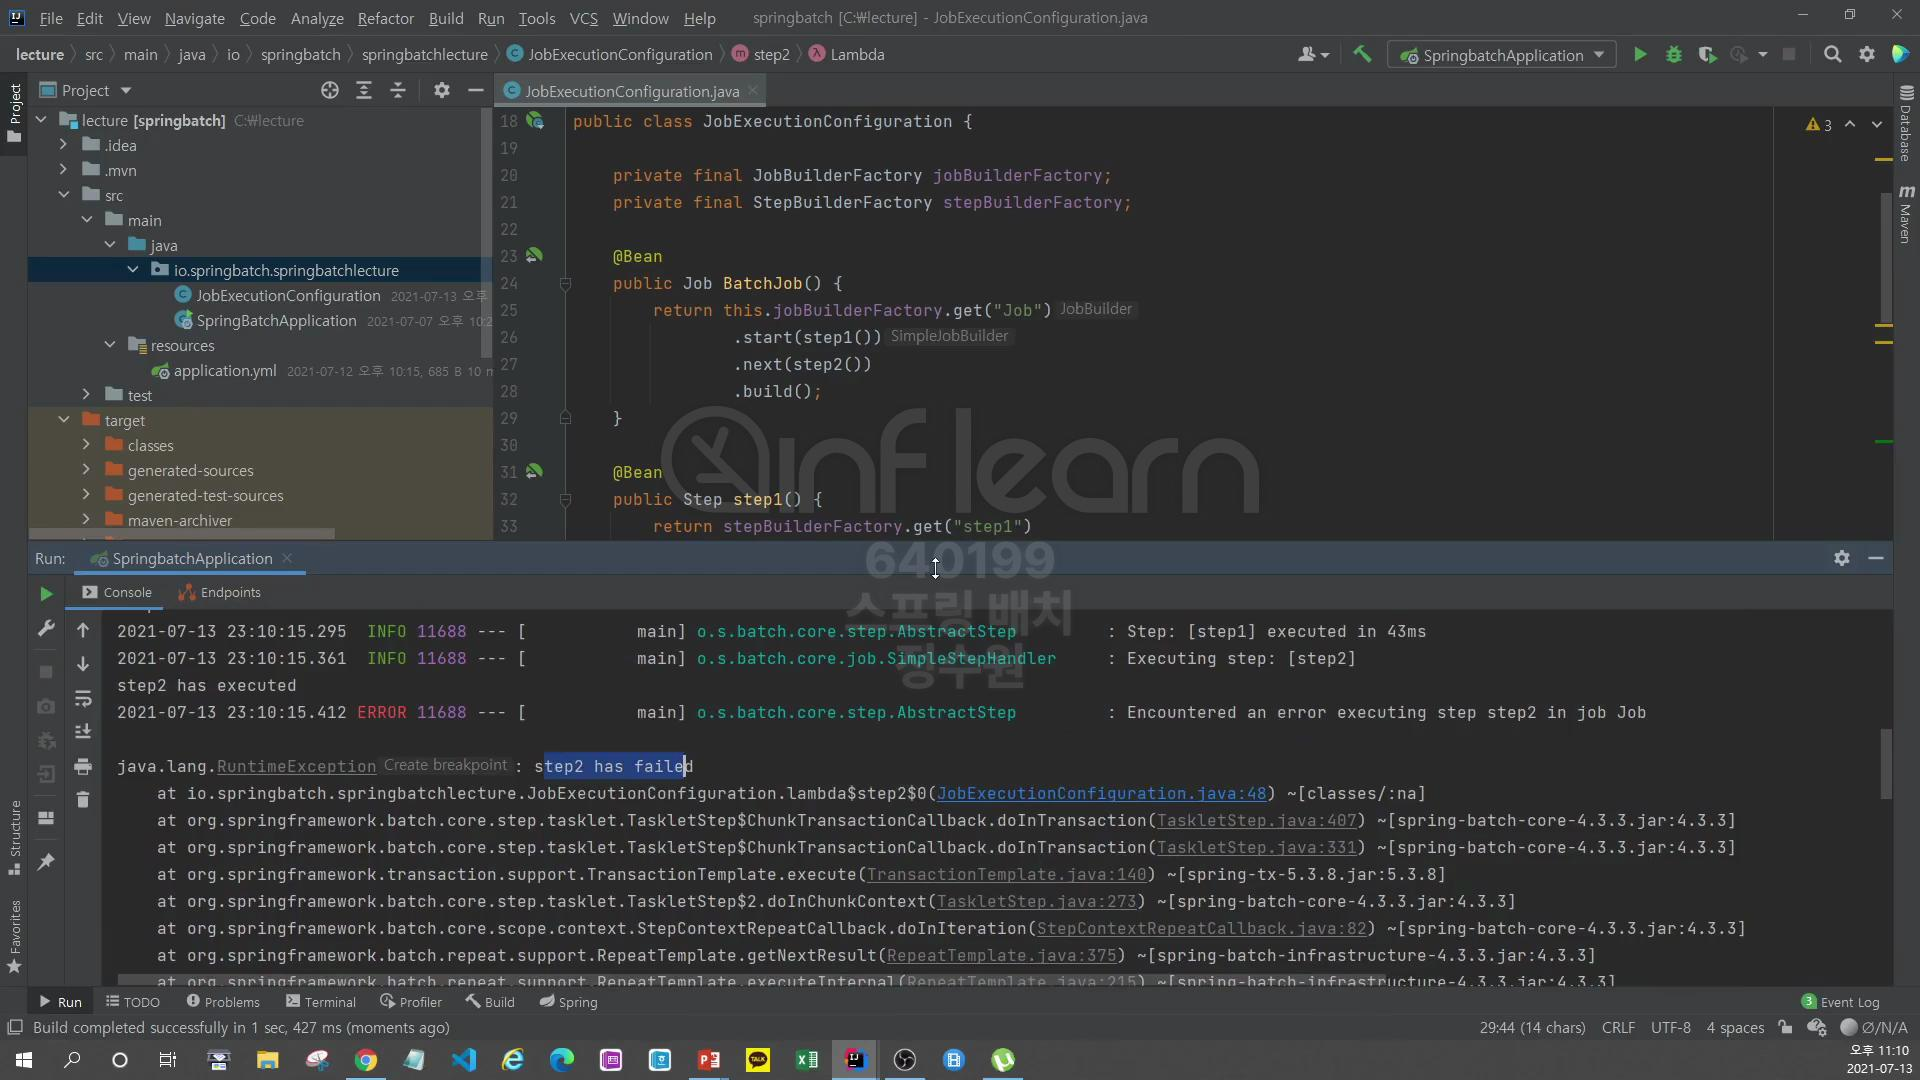 File Edit View Navigate Code Analyze Refactor Build Run Tools VCS Window Help springbatch [C:₩lecture] - JobExecutionConfiguration.java
lecture src main java io springbatch springbatchlecture JobExecutionConfiguration step2 Lambda SpringbatchApplication
Project
JobExecutionConfiguration.java
lecture [springbatch] C:₩lecture
.idea
.mvn
src
main
java
io.springbatch.springbatchlecture
JobExecutionConfiguration 2021-07-13 오후
SpringBatchApplication 2021-07-07 오후 10:2
resources
application.yml 2021-07-12 오후 10:15, 685 B 10 m
test
target
classes
generated-sources
generated-test-sources
maven-archiver
Project
Structure
Favorites
18 public class JobExecutionConfiguration {
19
20 private final JobBuilderFactory jobBuilderFactory;
21 private final StepBuilderFactory stepBuilderFactory;
22
23 @Bean
24 public Job BatchJob() {
25 return this.jobBuilderFactory.get("Job") JobBuilder
26 .start(step1()) SimpleJobBuilder
27 .next(step2())
28 .build();
29 }
30
31 @Bean
32 public Step step1() {
33 return stepBuilderFactory.get("step1")
3
Database
Maven
inflearn
640199
스프링 배치
정수원
Run: SpringbatchApplication
Console Endpoints
2021-07-13 23:10:15.295 INFO 11688 --- [ main] o.s.batch.core.step.AbstractStep : Step: [step1] executed in 43ms
2021-07-13 23:10:15.361 INFO 11688 --- [ main] o.s.batch.core.job.SimpleStepHandler : Executing step: [step2]
step2 has executed
2021-07-13 23:10:15.412 ERROR 11688 --- [ main] o.s.batch.core.step.AbstractStep : Encountered an error executing step step2 in job Job
java.lang.RuntimeException Create breakpoint : step2 has failed
at io.springbatch.springbatchlecture.JobExecutionConfiguration.lambda$step2$0(JobExecutionConfiguration.java:48) ~[classes/:na]
at org.springframework.batch.core.step.tasklet.TaskletStep$ChunkTransactionCallback.doInTransaction(TaskletStep.java:407) ~[spring-batch-core-4.3.3.jar:4.3.3]
at org.springframework.batch.core.step.tasklet.TaskletStep$ChunkTransactionCallback.doInTransaction(TaskletStep.java:331) ~[spring-batch-core-4.3.3.jar:4.3.3]
at org.springframework.transaction.support.TransactionTemplate.execute(TransactionTemplate.java:140) ~[spring-tx-5.3.8.jar:5.3.8]
at org.springframework.batch.core.step.tasklet.TaskletStep$2.doInChunkContext(TaskletStep.java:273) ~[spring-batch-core-4.3.3.jar:4.3.3]
at org.springframework.batch.core.scope.context.StepContextRepeatCallback.doInIteration(StepContextRepeatCallback.java:82) ~[spring-batch-core-4.3.3.jar:4.3.3]
at org.springframework.batch.repeat.support.RepeatTemplate.getNextResult(RepeatTemplate.java:375) ~[spring-batch-infrastructure-4.3.3.jar:4.3.3]
at org.springframework.batch.repeat.support.RepeatTemplate.executeInternal(RepeatTemplate.java:215) ~[spring-batch-infrastructure-4.3.3.jar:4.3.3]
Run TODO Problems Terminal Profiler Build Spring 3 Event Log
Build completed successfully in 1 sec, 427 ms (moments ago) 29:44 (14 chars) CRLF UTF-8 4 spaces Ø/N/A
TALK
오후 11:10
2021-07-13